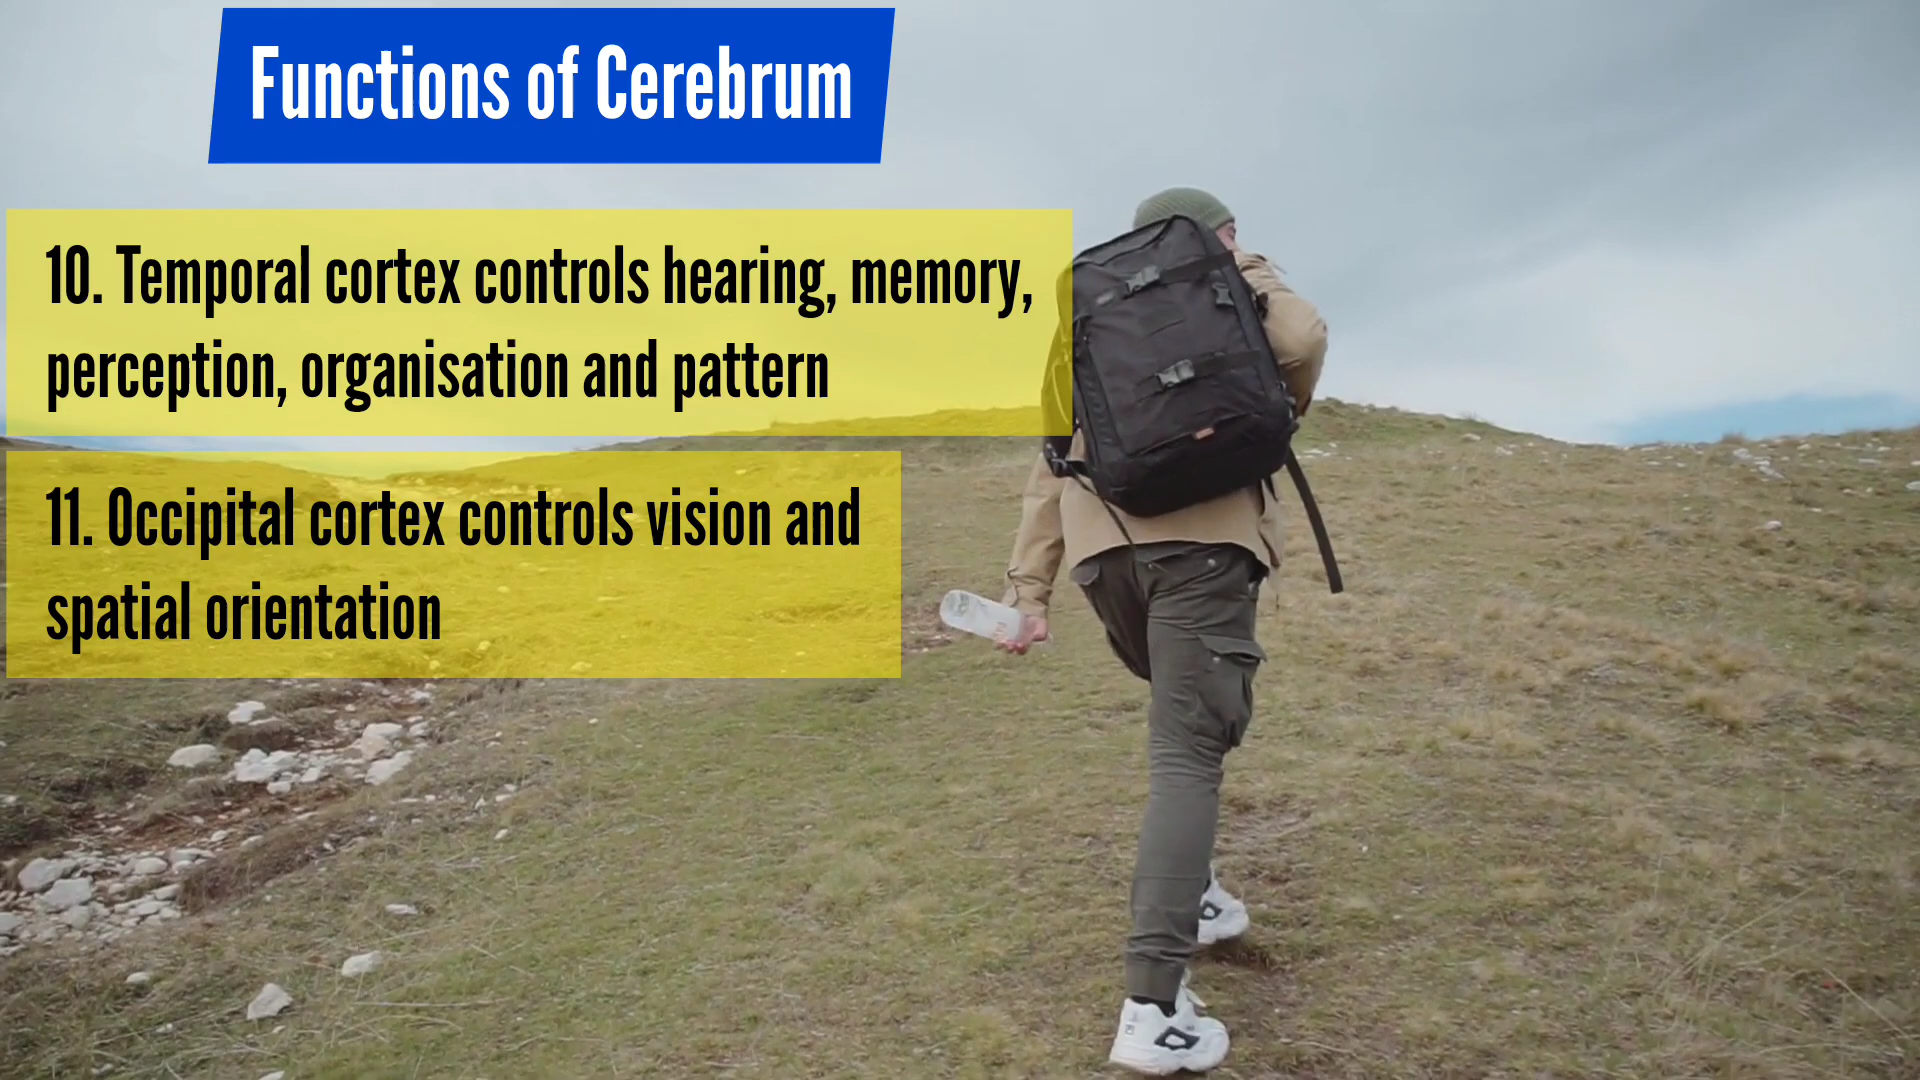 Functions of Cerebrum
10. Temporal cortex controls hearing, memory,
perception, organisation and pattern
11. Occipital cortex controls vision and
spatial orientation